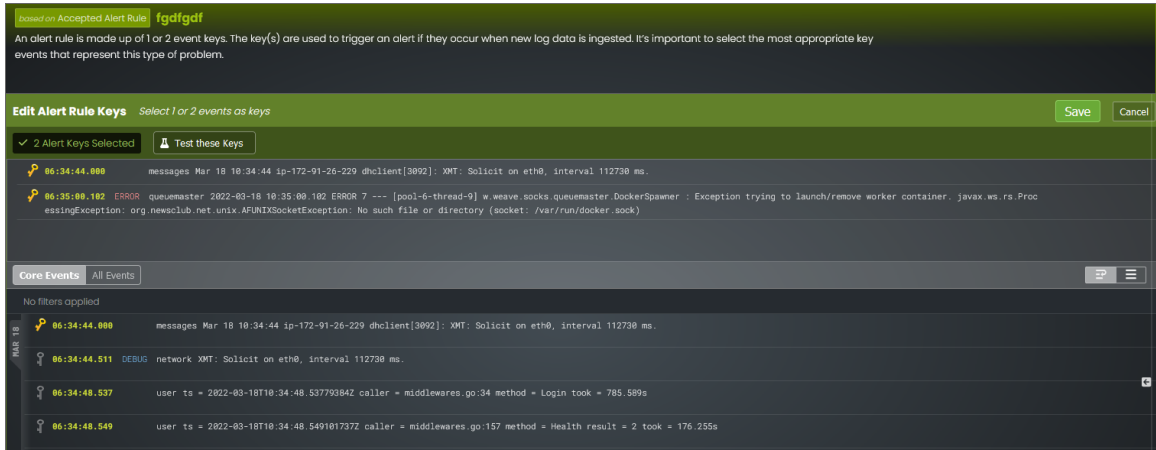 based on Accepted Alert Rule fgdfgdf
An alert rule is made up of 1 or 2 event keys. The key(s) are used to trigger an alert if they occur when new log data is ingested. It's important to select the most appropriate key
events that represent this type of problem.
Edit Alert Rule Keys Select 1 or 2 events as keys Save Cancel
2 Alert Keys Selected Test these Keys
06:34:44.000 messages Mar 18 10:34:44 ip-172-91-26-229 dhclient[3092]: XMT: Solicit on eth0, interval 112730 ms.
06:35:00.102 ERROR queuemaster 2022-03-18 10:35:00.102 ERROR 7 --- [pool-6-thread-9] w.weave.socks.queuemaster.DockerSpawner : Exception trying to launch/remove worker container. javax.ws.rs.Proc
essingException: org.newsclub.net.unix.AFUNIXSocketException: No such file or directory (socket: /var/run/docker.sock)
Core Events All Events
No filters applied
MAR 18
06:34:44.000 messages Mar 18 10:34:44 ip-172-91-26-229 dhclient[3092]: XMT: Solicit on eth0, interval 112730 ms.
06:34:44.511 DEBUG network XMT: Solicit on eth0, interval 112730 ms.
06:34:48.537 user ts = 2022-03-18T10:34:48.53779384Z caller = middlewares.go:34 method = Login took = 785.589s
06:34:48.549 user ts = 2022-03-18T10:34:48.549101737Z caller = middlewares.go:157 method = Health result = 2 took = 176.255s